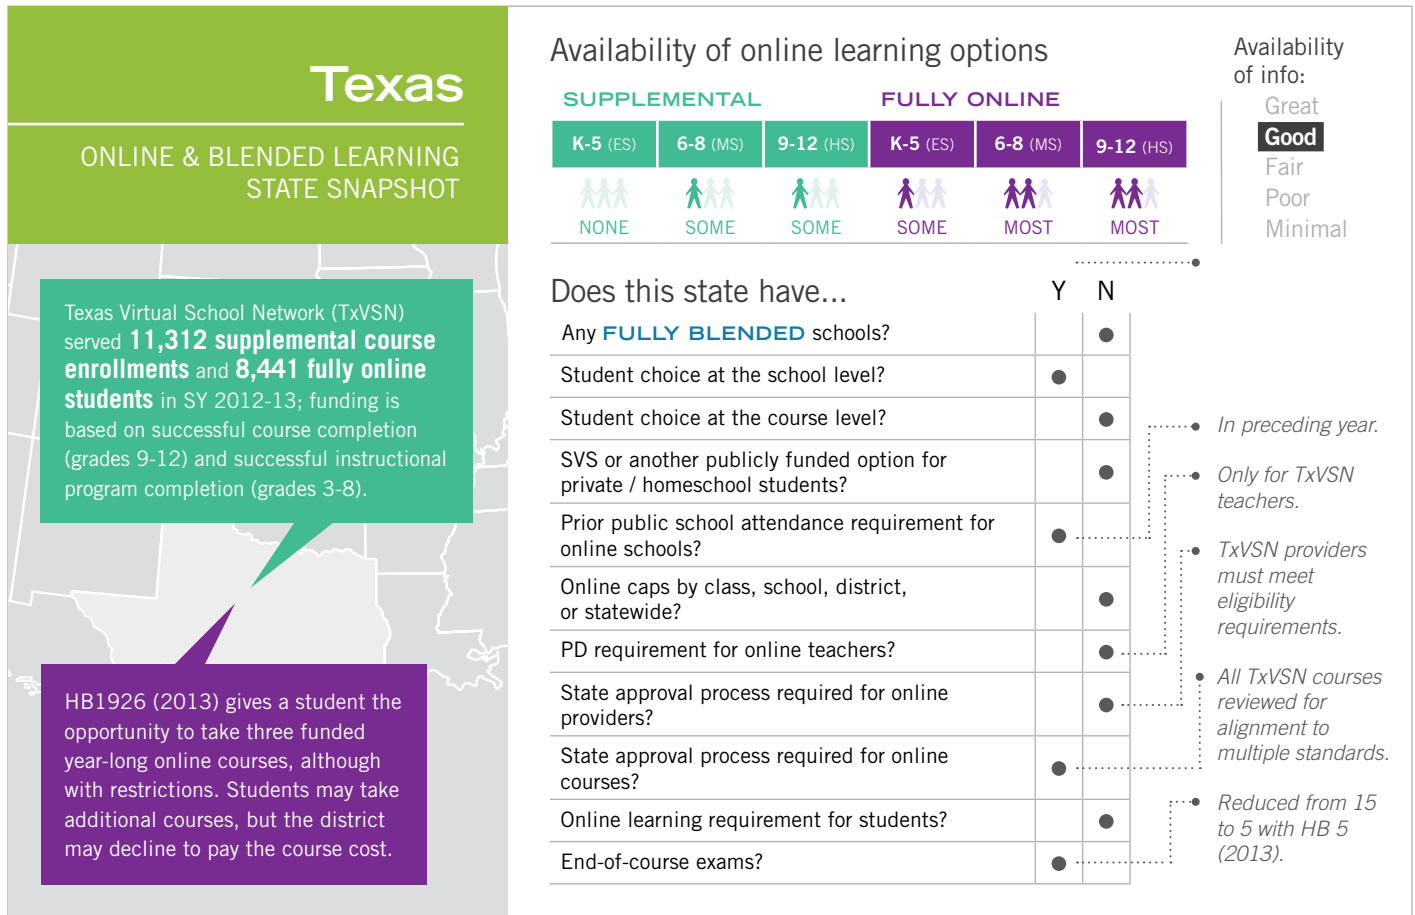 Texas
ONLINE & BLENDED LEARNING
STATE SNAPSHOT
Texas Virtual School Network (TxVSN)
served 11,312 supplemental course
enrollments and 8,441 fully online
students in SY 2012-13; funding is
based on successful course completion
(grades 9-12) and successful instructional
program completion (grades 3-8).
HB1926 (2013) gives a student the
opportunity to take three funded
year-long online courses, although
with restrictions. Students may take
additional courses, but the district
may decline to pay the course cost.
Availability of online learning options
SUPPLEMENTAL FULLY ONLINE
K-5 (ES) 6-8 (MS) 9-12 (HS) K-5 (ES) 6-8 (MS) 9-12 (HS)
NONE SOME SOME SOME MOST MOST
Availability
of info:
Great
Good
Fair
Poor
Minimal
Does this state have... Y N
Any FULLY BLENDED schools?
Student choice at the school level?
Student choice at the course level?
SVS or another publicly funded option for
private / homeschool students?
Prior public school attendance requirement for
online schools?
Online caps by class, school, district,
or statewide?
PD requirement for online teachers?
State approval process required for online
providers?
State approval process required for online
courses?
Online learning requirement for students?
End-of-course exams?
In preceding year.
Only for TxVSN
teachers.
TxVSN providers
must meet
eligibility
requirements.
All TxVSN courses
reviewed for
alignment to
multiple standards.
Reduced from 15
to 5 with HB 5
(2013).